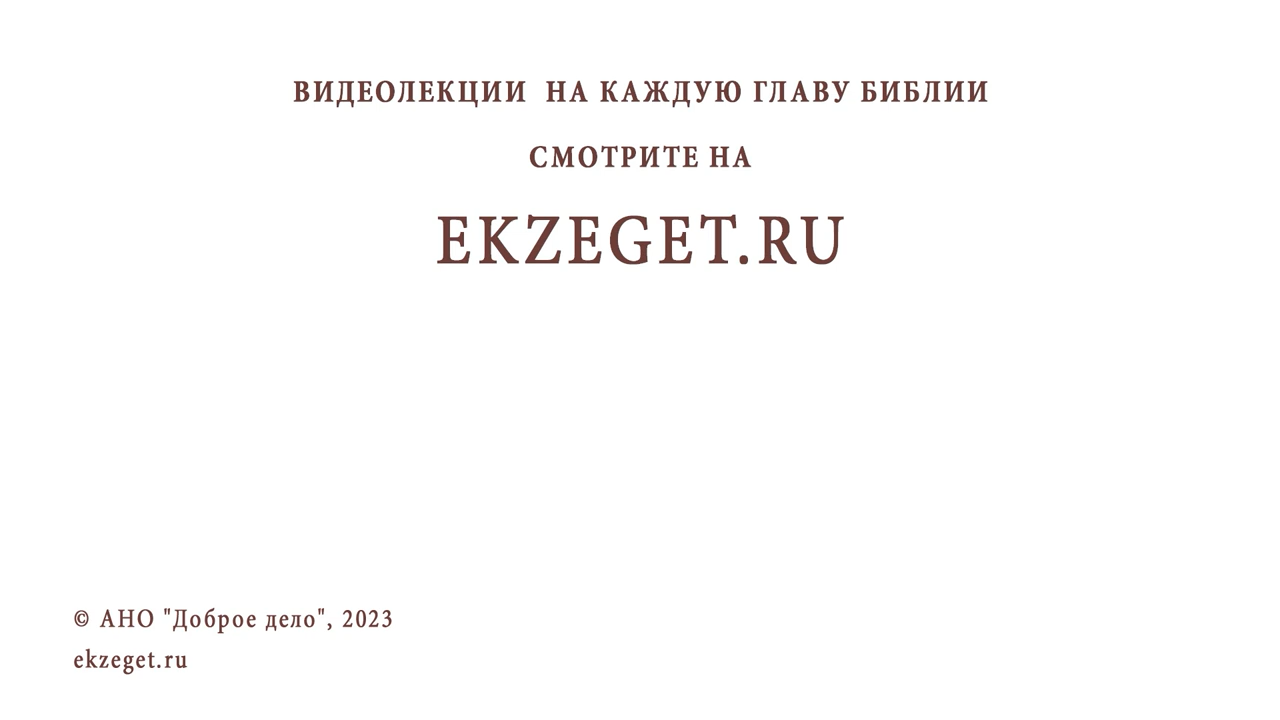 ВИДЕОЛЕКЦИИ НА КАЖДУЮ ГЛАВУ БИБЛИИ
СМОТРИТЕ НА
EKZEGET.RU
© АНО "Доброе дело", 2023
ekzeget.ru